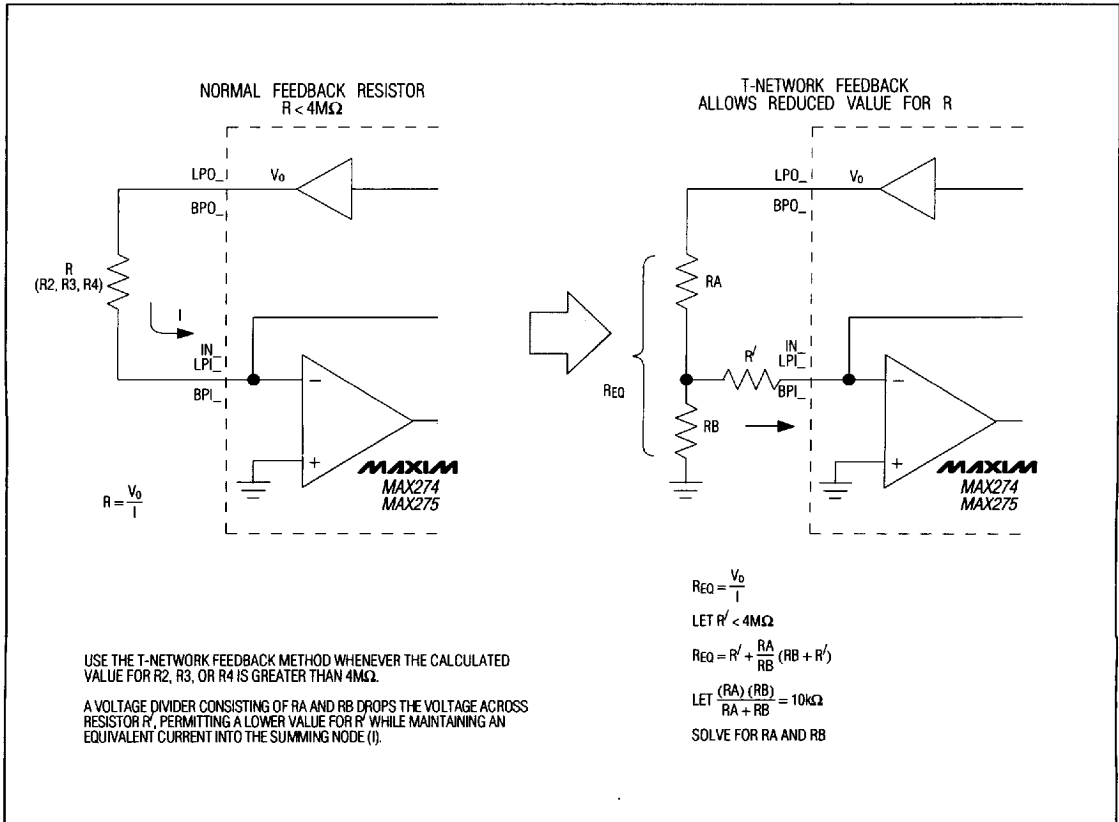 NORMAL FEEDBACK RESISTOR
R < 4MΩ
LPO_
V₀
BPO_
R
(R2, R3, R4)
I
IN_
LPI_
BPI_
−
+
MAXIM
MAX274
MAX275
R = V₀/I
T-NETWORK FEEDBACK
ALLOWS REDUCED VALUE FOR R
LPO_
V₀
BPO_
RA
REQ
R′
IN_
LPI_
BPI_
RB
−
+
MAXIM
MAX274
MAX275
REQ = V₀/I
LET R′ < 4MΩ
REQ = R′ + RA/RB (RB + R′)
LET (RA) (RB)/RA + RB = 10kΩ
SOLVE FOR RA AND RB
USE THE T-NETWORK FEEDBACK METHOD WHENEVER THE CALCULATED
VALUE FOR R2, R3, OR R4 IS GREATER THAN 4MΩ.
A VOLTAGE DIVIDER CONSISTING OF RA AND RB DROPS THE VOLTAGE ACROSS
RESISTOR R′, PERMITTING A LOWER VALUE FOR R′ WHILE MAINTAINING AN
EQUIVALENT CURRENT INTO THE SUMMING NODE (I).